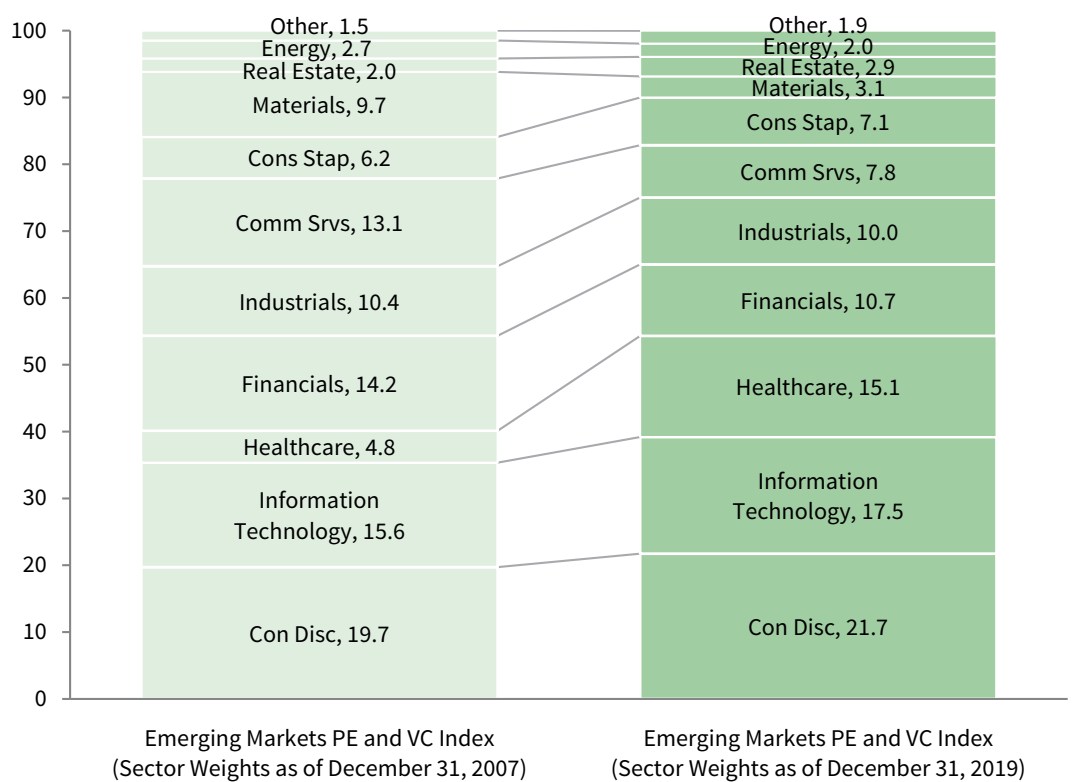 100
90
80
70
60
50
40
30
20
10
0
Other, 1.5
Energy, 2.7
Real Estate, 2.0
Materials, 9.7
Cons Stap, 6.2
Comm Srvs, 13.1
Industrials, 10.4
Financials, 14.2
Healthcare, 4.8
Information
Technology, 15.6
Con Disc, 19.7
Other, 1.9
Energy, 2.0
Real Estate, 2.9
Materials, 3.1
Cons Stap, 7.1
Comm Srvs, 7.8
Industrials, 10.0
Financials, 10.7
Healthcare, 15.1
Information
Technology, 17.5
Con Disc, 21.7
Emerging Markets PE and VC Index
(Sector Weights as of December 31, 2007)
Emerging Markets PE and VC Index
(Sector Weights as of December 31, 2019)